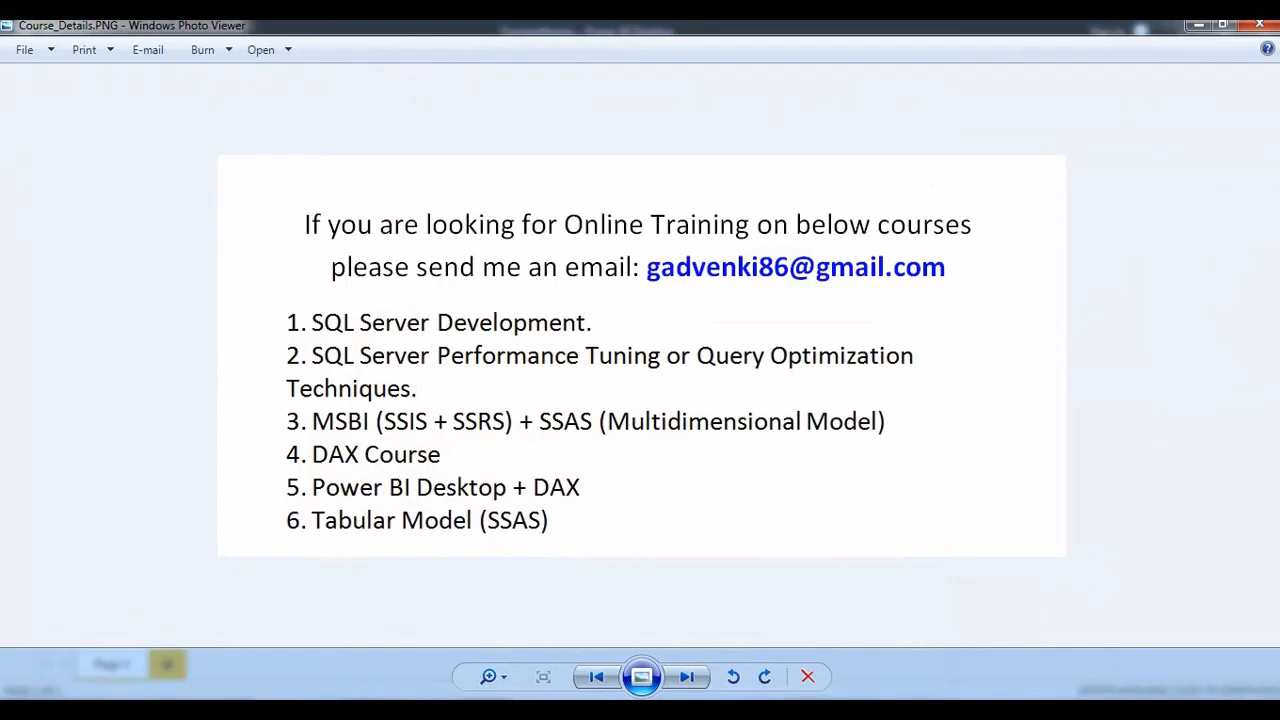 Course_Details.PNG - Windows Photo Viewer
File Print E-mail Burn Open
If you are looking for Online Training on below courses
please send me an email: gadvenki86@gmail.com
1. SQL Server Development.
2. SQL Server Performance Tuning or Query Optimization
Techniques.
3. MSBI (SSIS + SSRS) + SSAS (Multidimensional Model)
4. DAX Course
5. Power BI Desktop + DAX
6. Tabular Model (SSAS)
Page 1